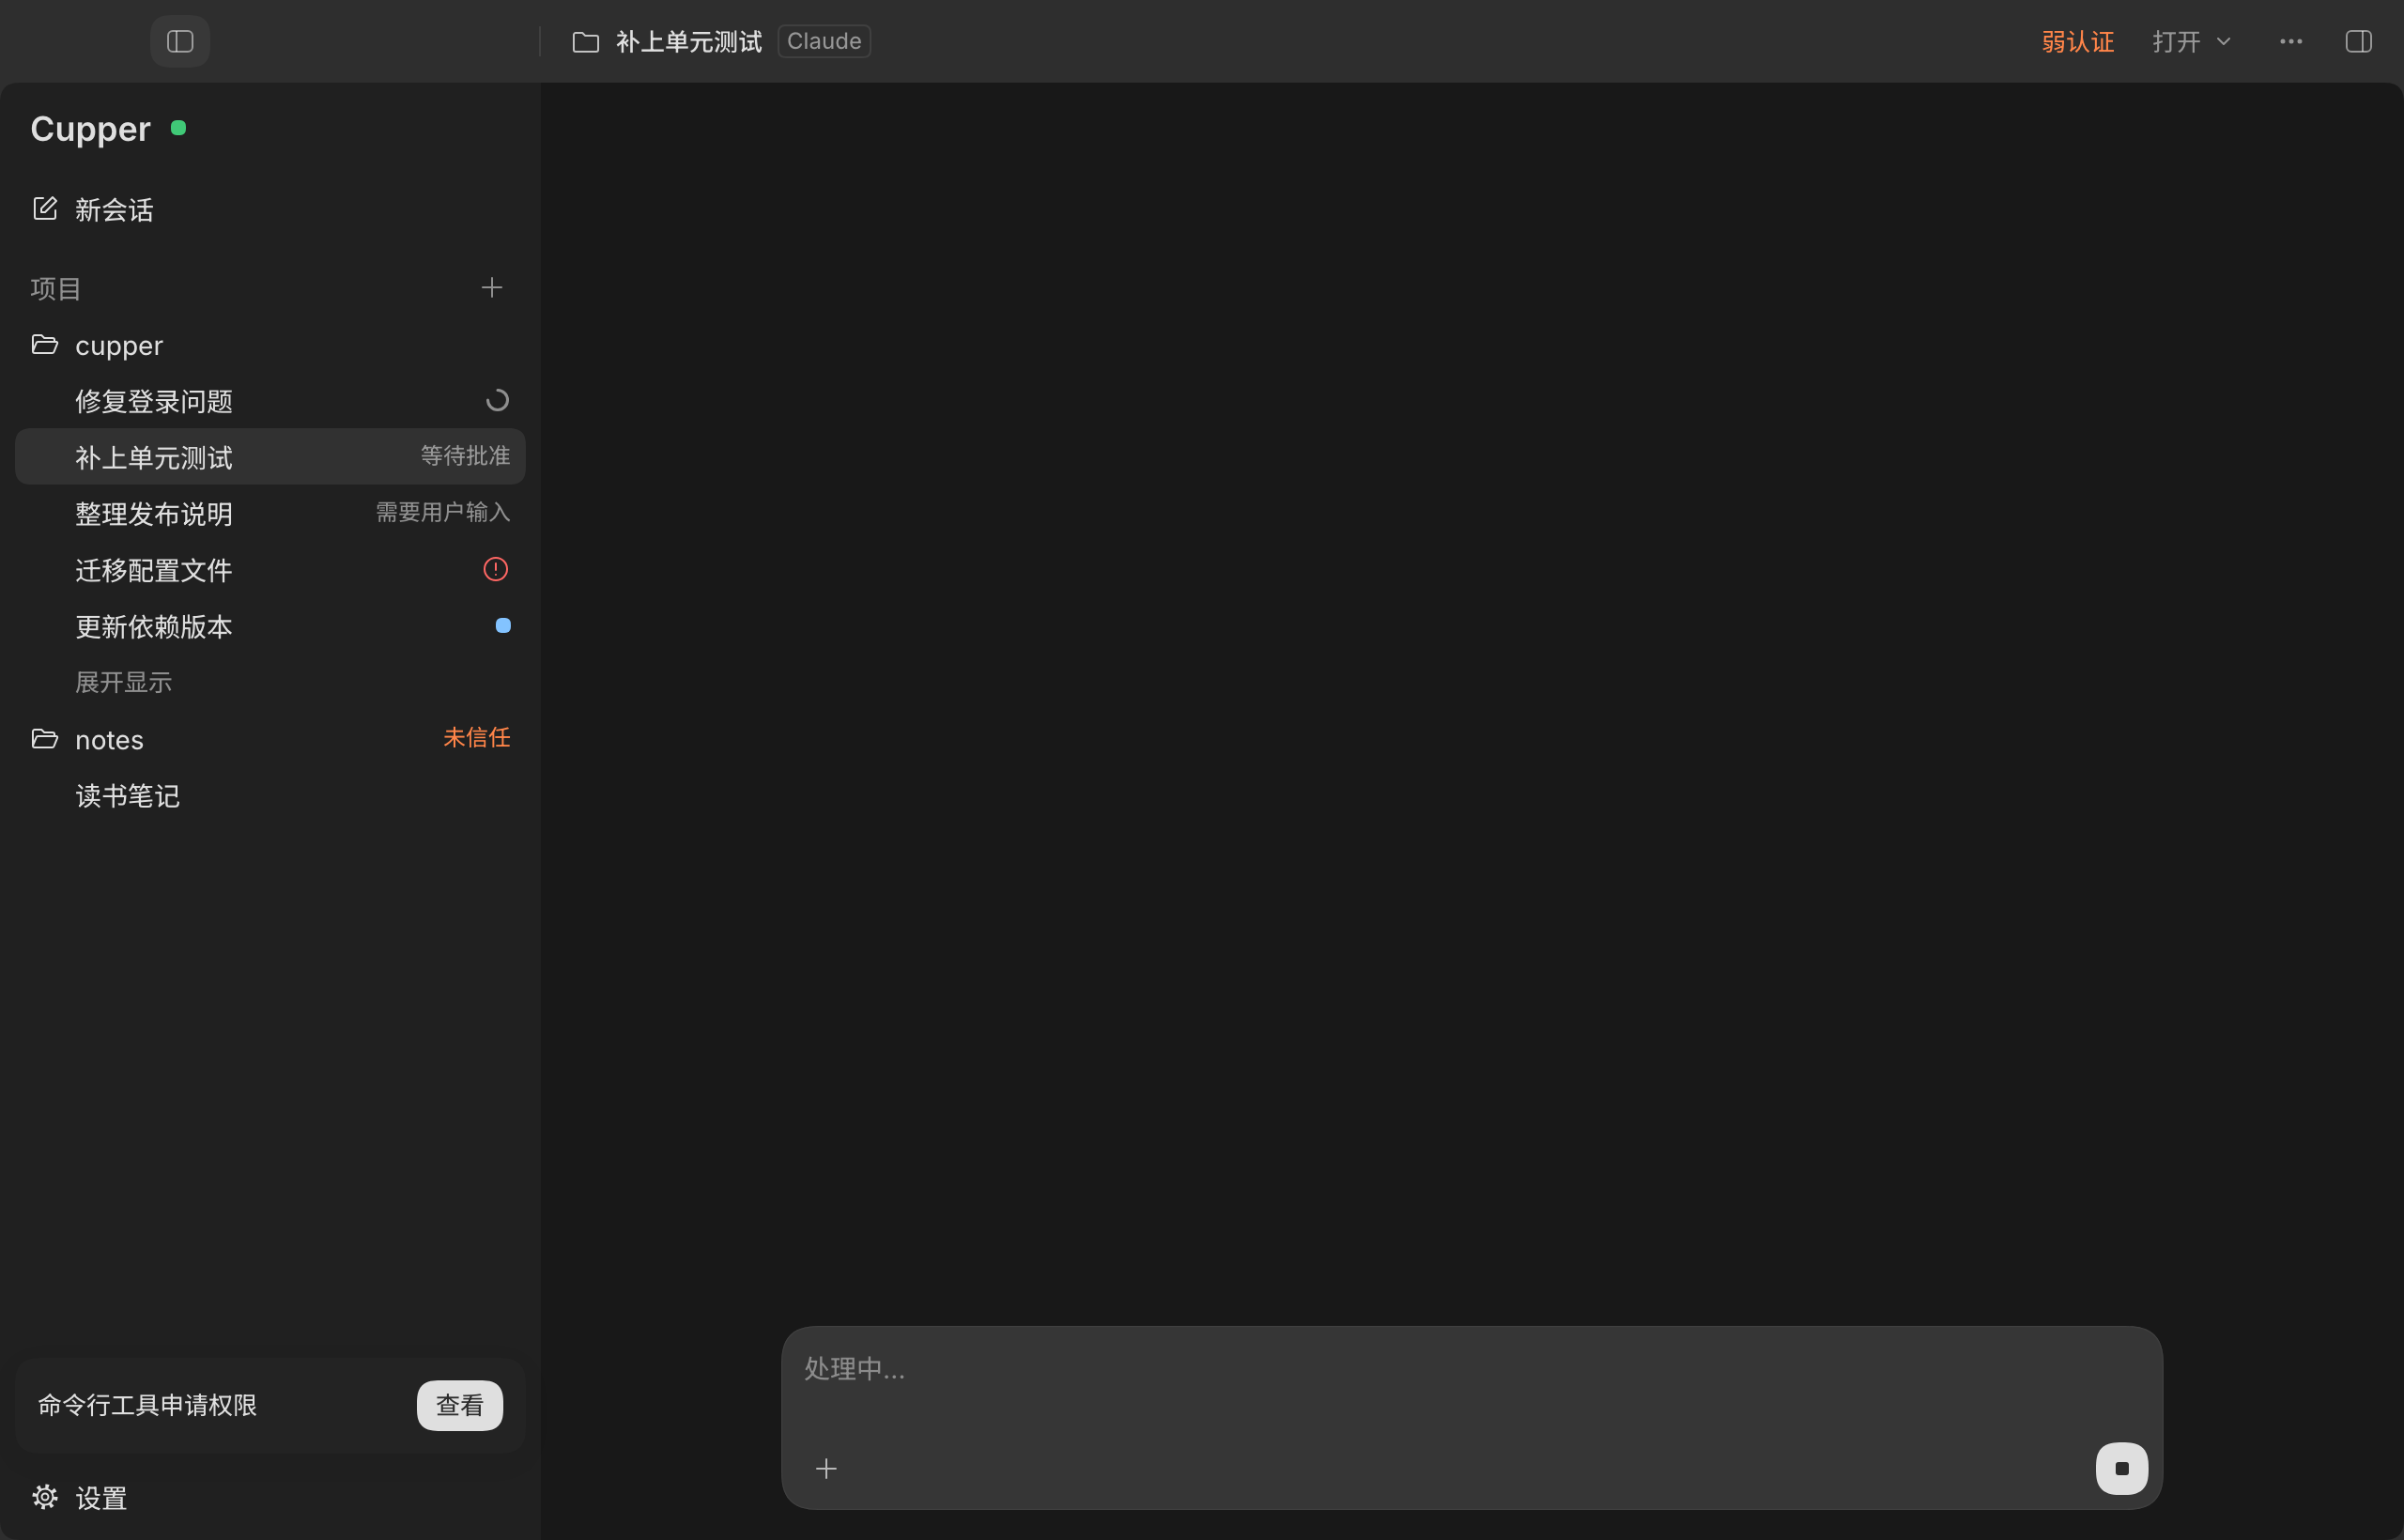 补上单元测试 Claude 弱认证 打开
Cupper
新会话
项目
cupper
修复登录问题
补上单元测试 等待批准
整理发布说明 需要用户输入
迁移配置文件
更新依赖版本
展开显示
notes 未信任
读书笔记
处理中...
命令行工具申请权限 查看
设置